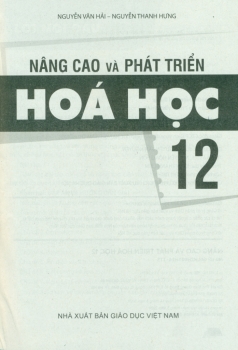 NGUYỄN VĂN HẢI – NGUYỄN THANH HƯNG
NÂNG CAO VÀ PHÁT TRIỂN
HOÁ HỌC
12
NHÀ XUẤT BẢN GIÁO DỤC VIỆT NAM